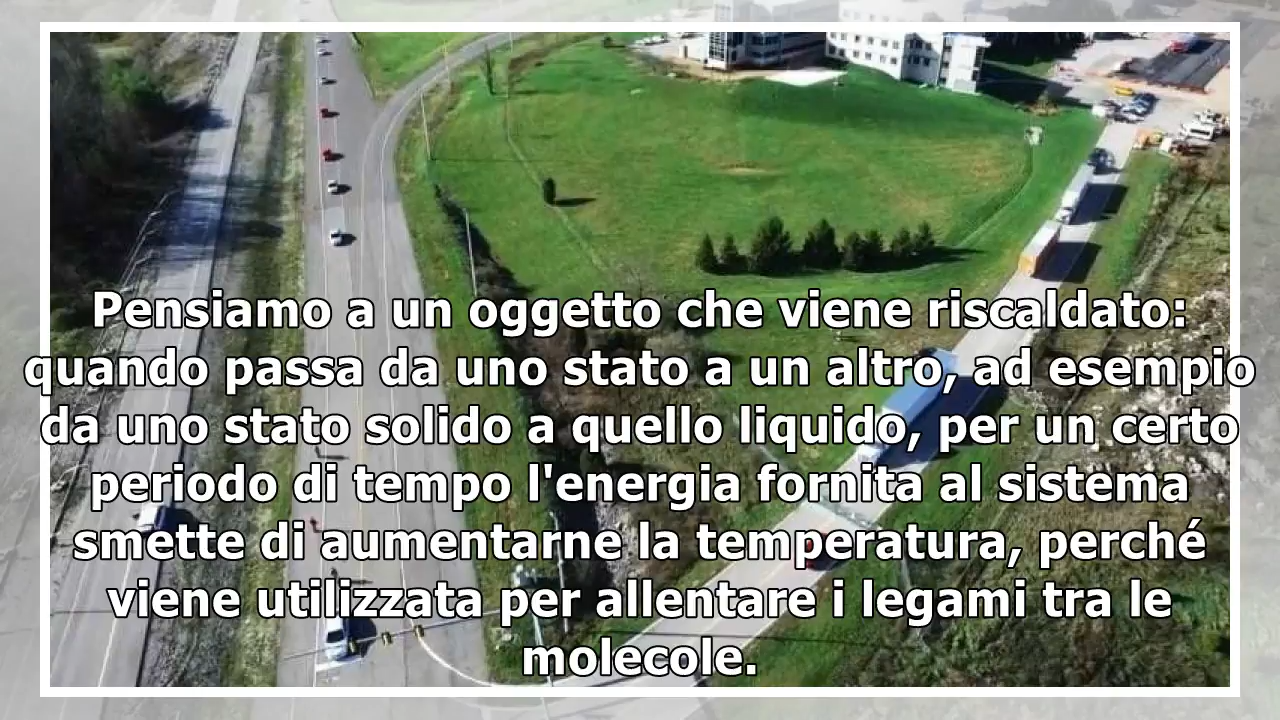 Pensiamo a un oggetto che viene riscaldato:
quando passa da uno stato a un altro, ad esempio
da uno stato solido a quello liquido, per un certo
periodo di tempo l'energia fornita al sistema
smette di aumentarne la temperatura, perché
viene utilizzata per allentare i legami tra le
molecole.